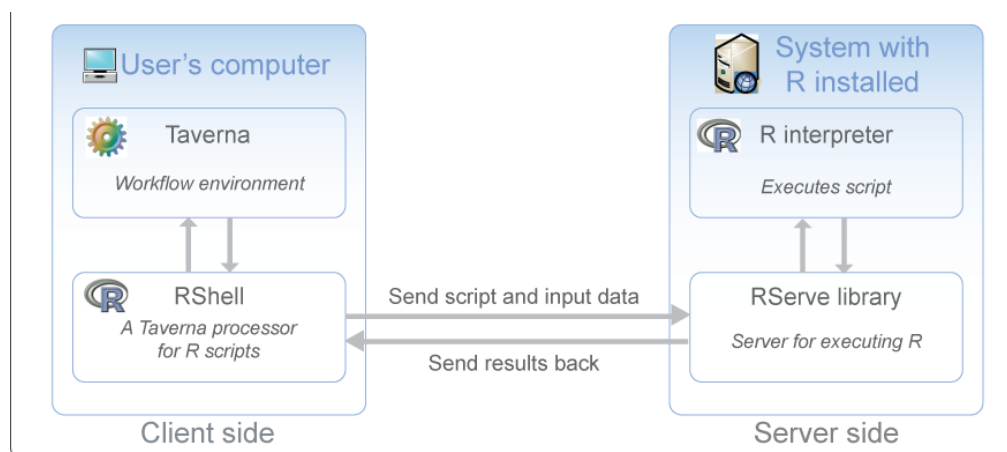 User's computer
Taverna
Workflow environment
RShell
A Taverna processor
for R scripts
Client side
Send script and input data
Send results back
System with
R installed
R interpreter
Executes script
RServe library
Server for executing R
Server side